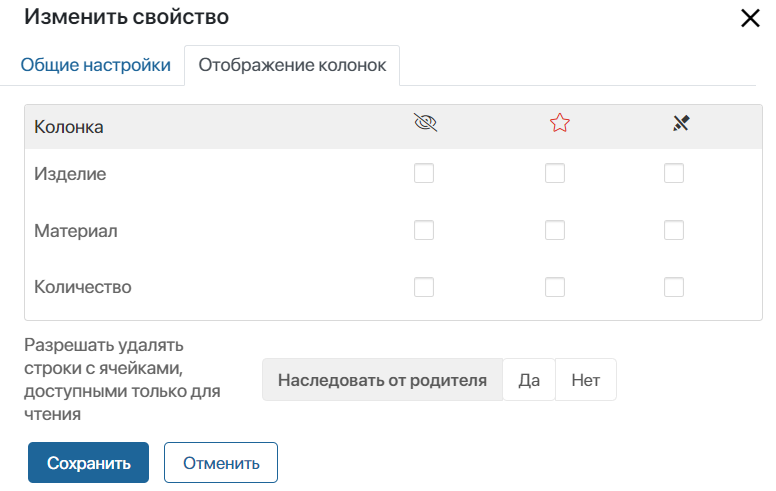 Изменить свойство
Общие настройки
Отображение колонок
Колонка
Изделие
Материал
Количество
Разрешать удалять
строки с ячейками,
доступными только для
чтения
Наследовать от родителя
Да
Нет
Сохранить
Отменить